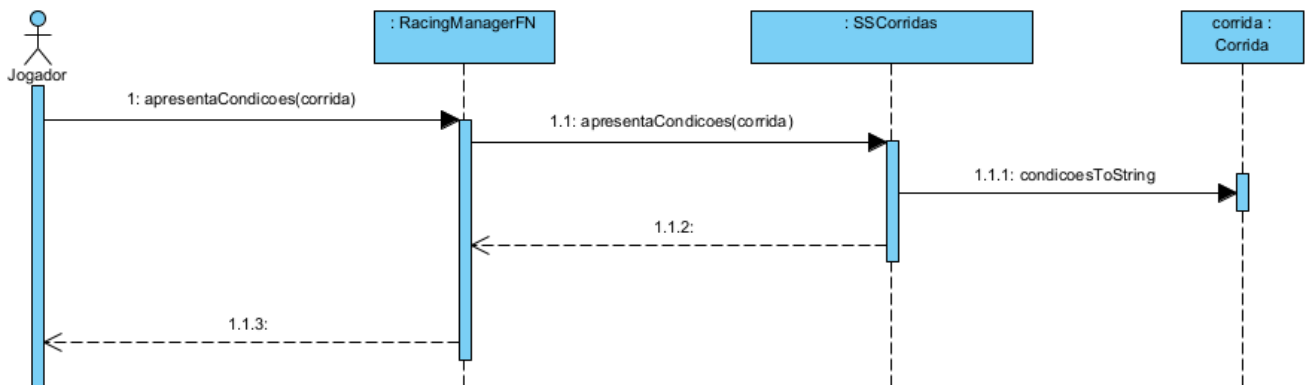 : RacingManagerFN
: SSCorridas
corrida :
Corrida
Jogador
1: apresentaCondicoes(corrida)
1.1: apresentaCondicoes(corrida)
1.1.1: condicoesToString
1.1.2:
1.1.3: